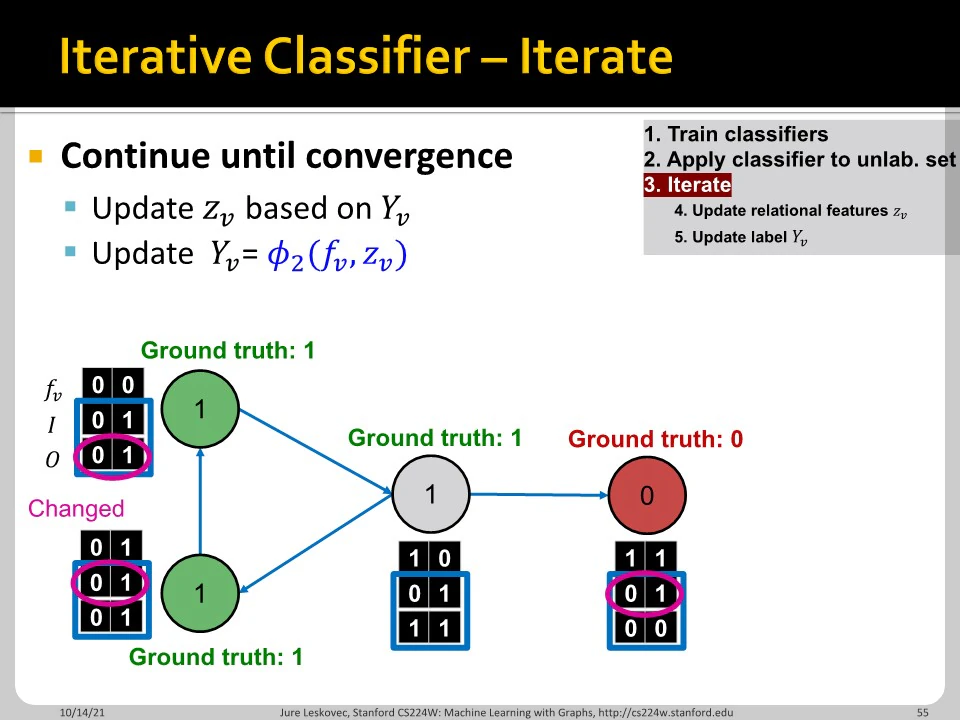 Iterative Classifier – Iterate
Continue until convergence
Update z_v based on Y_v
Update Y_v= ϕ_2(f_v, z_v)
1. Train classifiers
2. Apply classifier to unlab. set
3. Iterate
4. Update relational features z_v
5. Update label Y_v
Ground truth: 1
f_v 0 0
I 0 1
O 0 1
1
Changed
0 1
0 1
0 1
1
Ground truth: 1
Ground truth: 1
1
1 0
0 1
1 1
Ground truth: 0
0
1 1
0 1
0 0
10/14/21
Jure Leskovec, Stanford CS224W: Machine Learning with Graphs, http://cs224w.stanford.edu
55